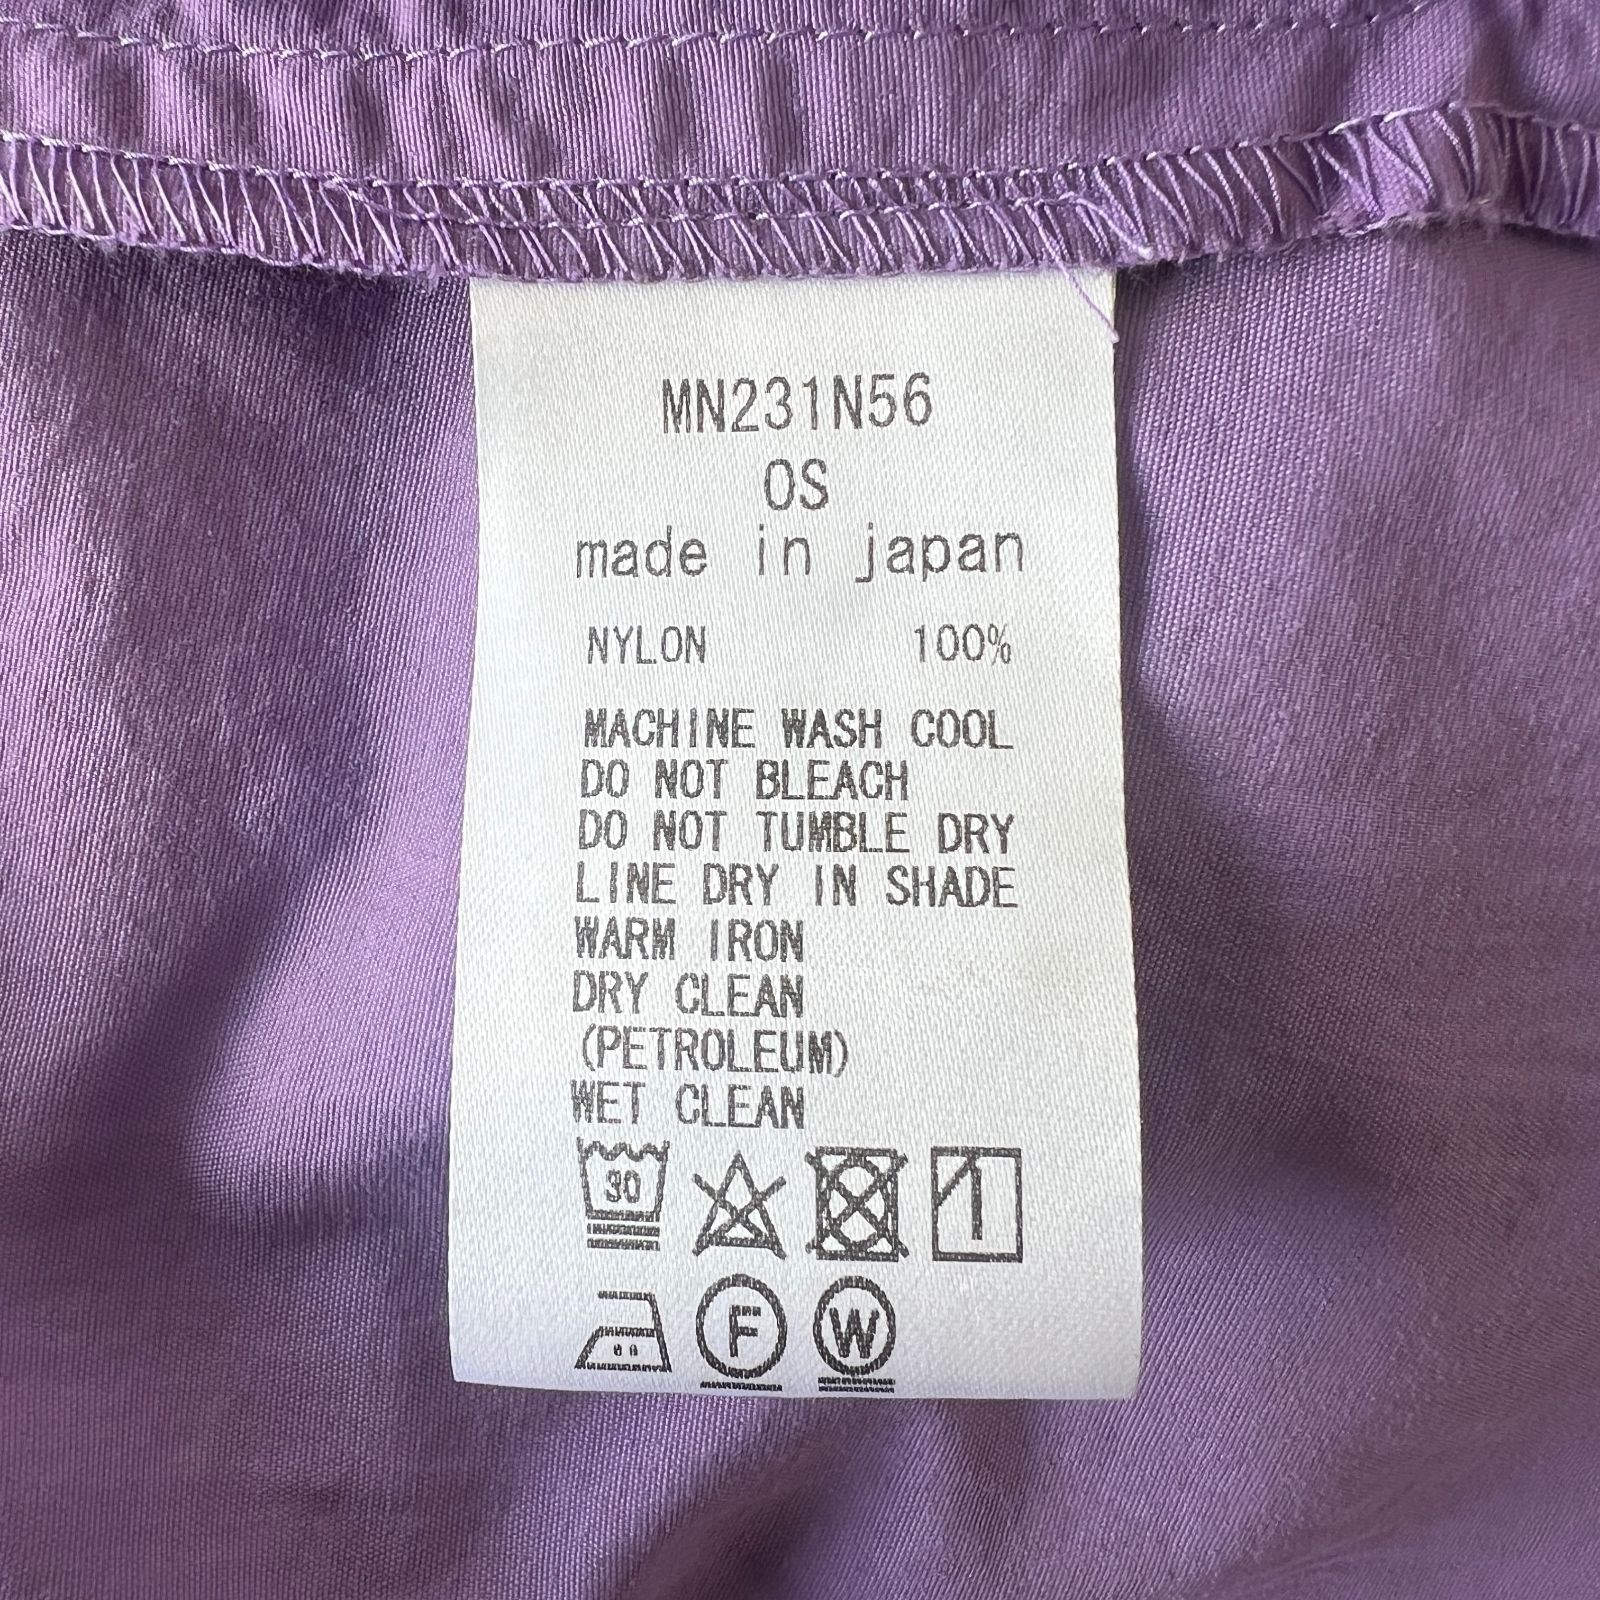 MN231N56
OS
made in japan
NYLON 100%
MACHINE WASH COOL
DO NOT BLEACH
DO NOT TUMBLE DRY
LINE DRY IN SHADE
WARM IRON
DRY CLEAN
(PETROLEUM)
WET CLEAN
30
F W